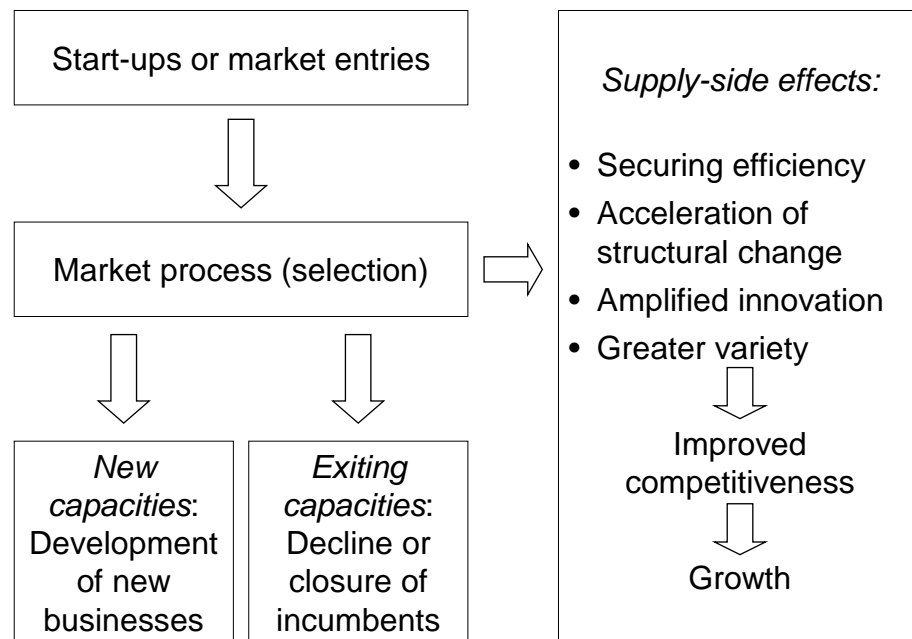 Start-ups or market entries
Market process (selection)
New
capacities:
Development
of new
businesses
Exiting
capacities:
Decline or
closure of
incumbents
Supply-side effects:
• Securing efficiency
• Acceleration of
structural change
• Amplified innovation
• Greater variety
Improved
competitiveness
Growth